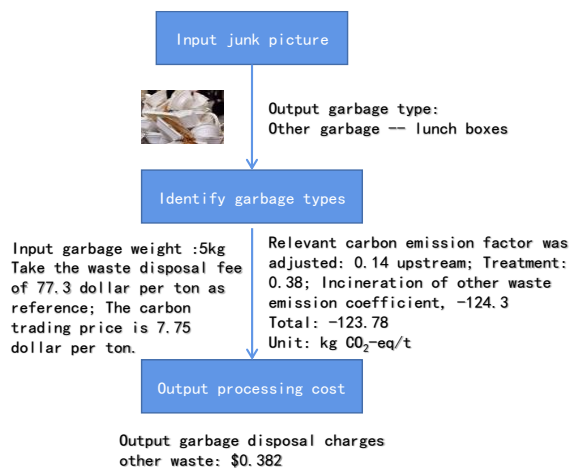 Input junk picture
Output garbage type:
Other garbage -- lunch boxes
Identify garbage types
Input garbage weight :5kg
Take the waste disposal fee
of 77.3 dollar per ton as
reference; The carbon
trading price is 7.75
dollar per ton.
Relevant carbon emission factor was
adjusted: 0.14 upstream; Treatment:
0.38; Incineration of other waste
emission coefficient, -124.3
Total: -123.78
Unit: kg CO₂-eq/t
Output processing cost
Output garbage disposal charges
other waste: $0.382